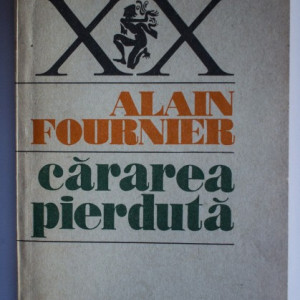 XX
ALAIN
FOURNIER
cărarea
pierdută